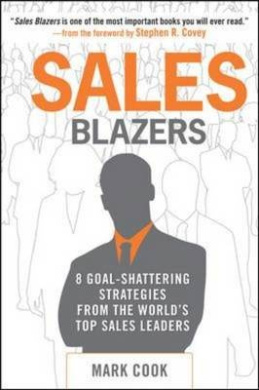 "Sales Blazers is one of the most important books you will ever read."
—from the foreword by Stephen R. Covey
SALES
BLAZERS
8 GOAL-SHATTERING
STRATEGIES
FROM THE WORLD'S
TOP SALES LEADERS
MARK COOK